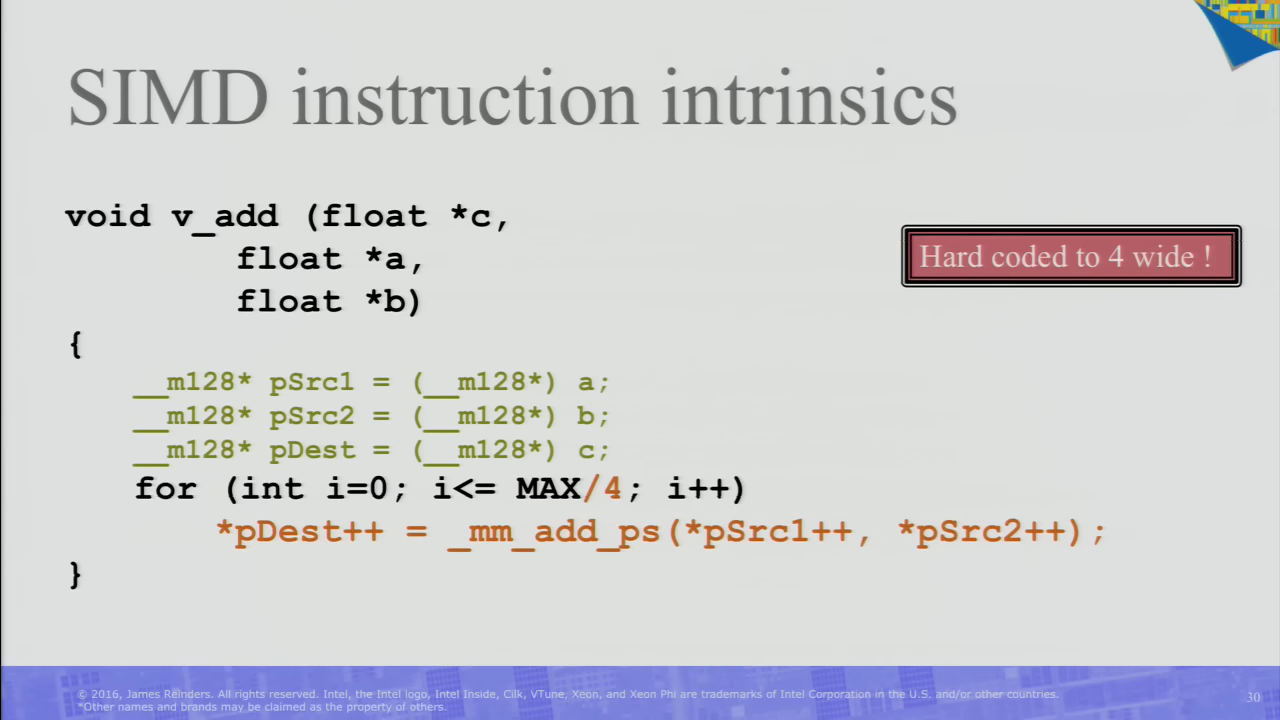 SIMD instruction intrinsics
void v_add (float *c,
float *a,
float *b)
Hard coded to 4 wide !
{
__m128* pSrc1 = (__m128*) a;
__m128* pSrc2 = (__m128*) b;
__m128* pDest = (__m128*) c;
for (int i=0; i<= MAX/4; i++)
*pDest++ = _mm_add_ps(*pSrc1++, *pSrc2++);
}
© 2016, James Reinders. All rights reserved. Intel, the Intel logo, Intel Inside, Cilk, VTune, Xeon, and Xeon Phi are trademarks of Intel Corporation in the U.S. and/or other countries.
*Other names and brands may be claimed as the property of others.
30